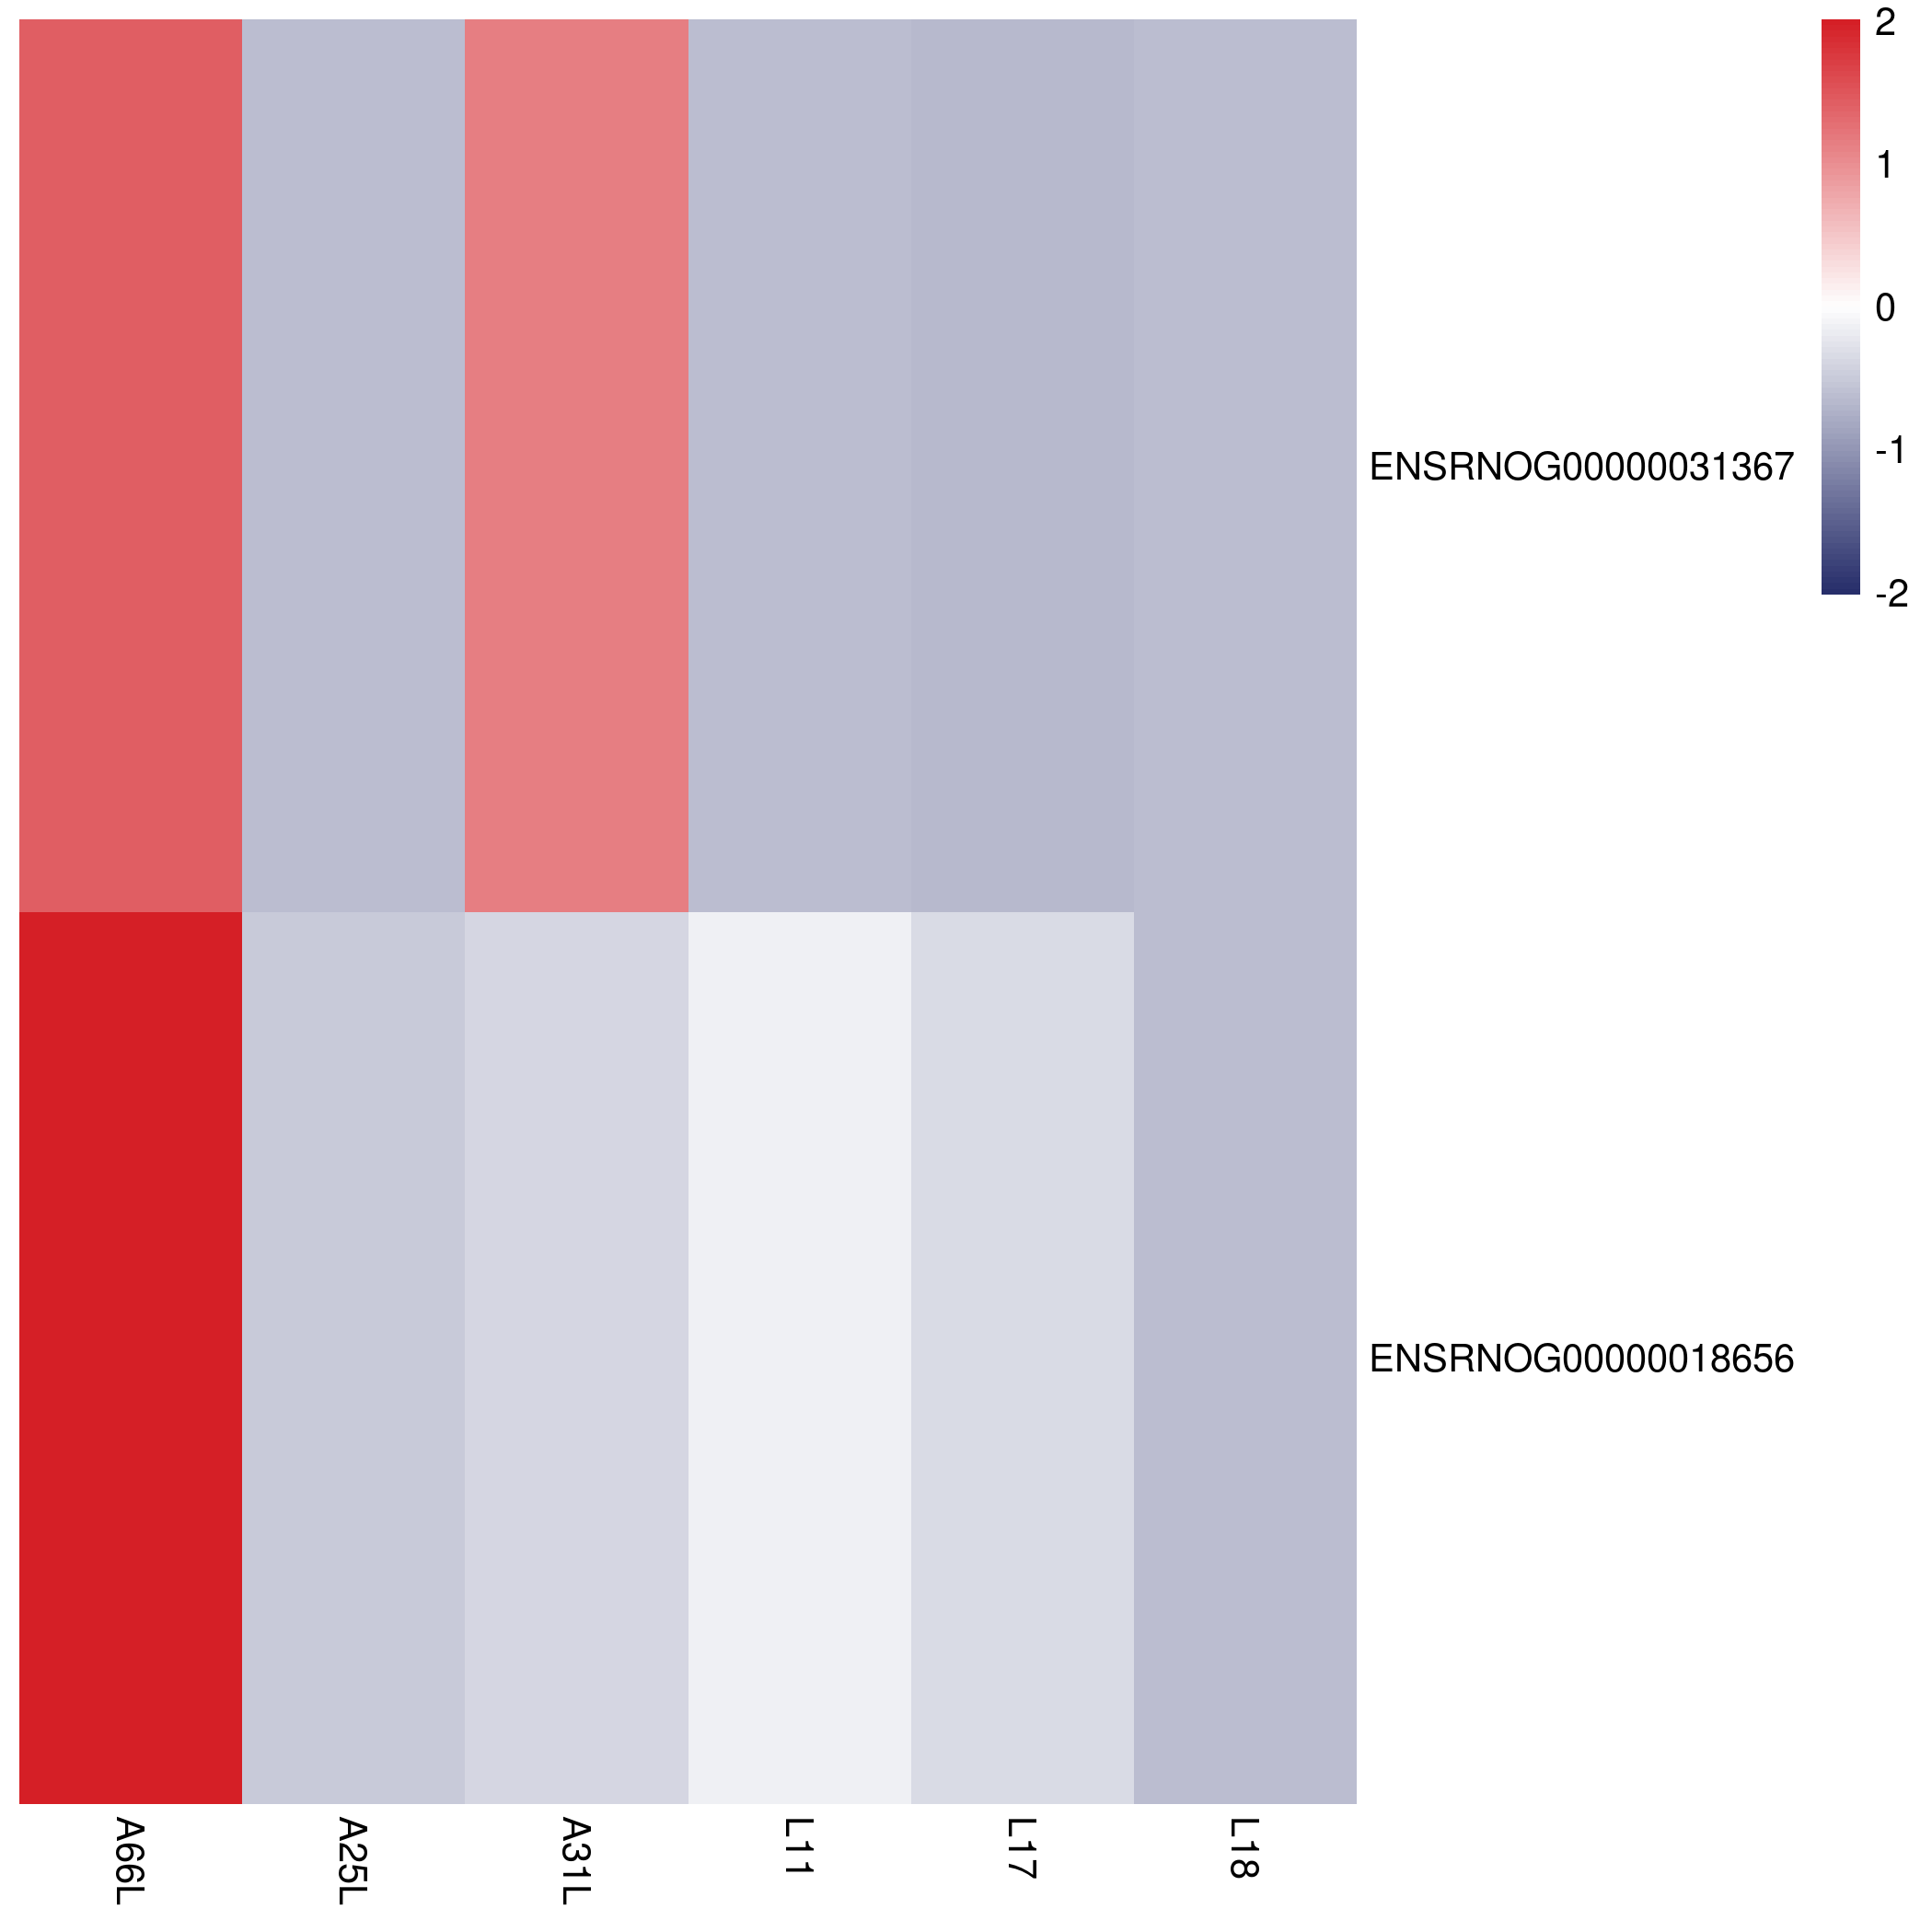 2
1
0
-1
-2
ENSRNOG00000031367
ENSRNOG00000018656
A66L
A25L
A31L
L11
L17
L18